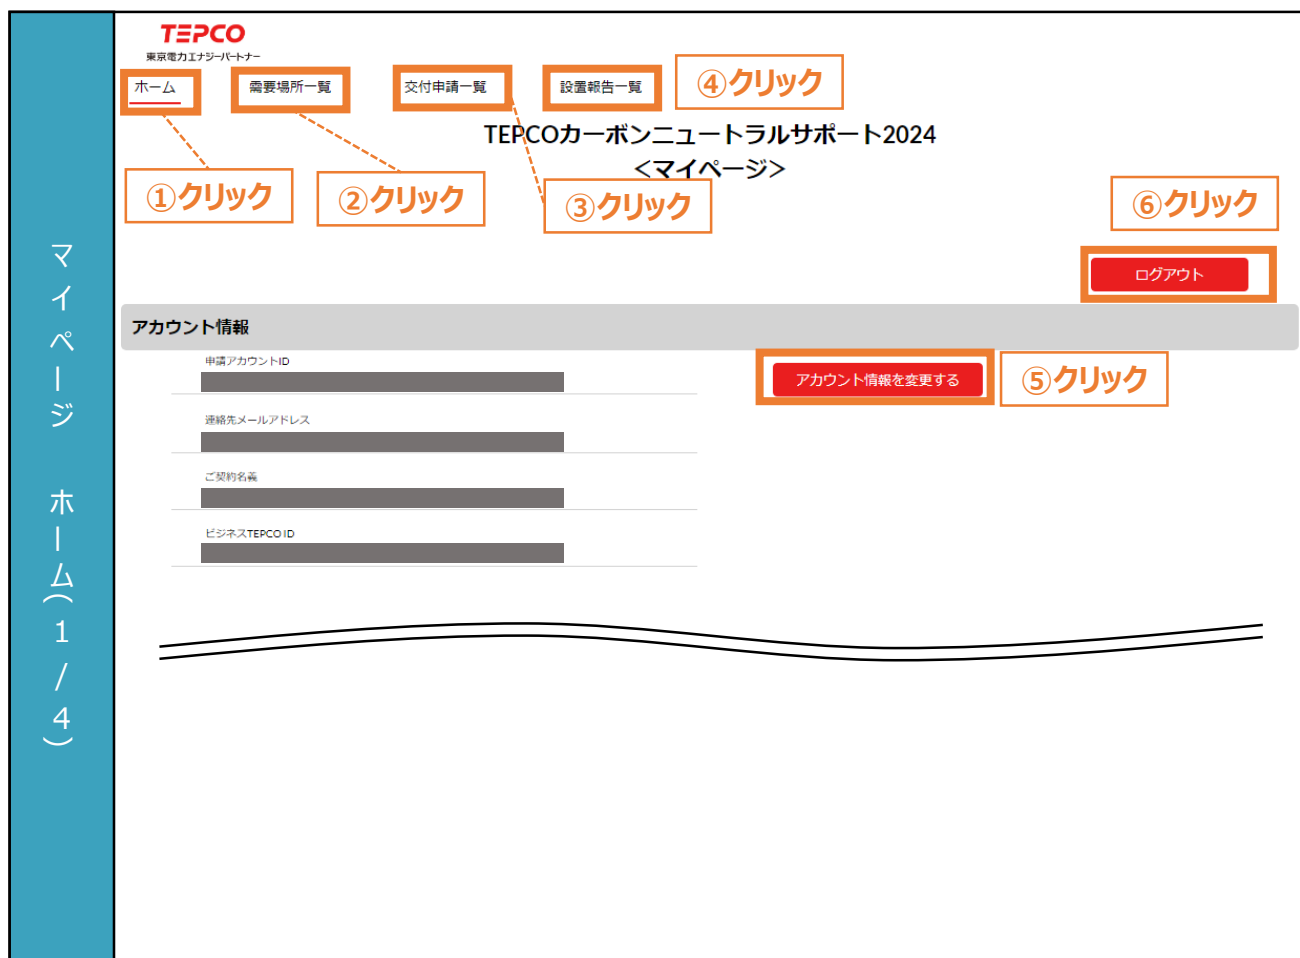 TEPCO
東京電力エナジーパートナー
ホーム
需要場所一覧
交付申請一覧
設置報告一覧
④クリック
TEPCOカーボンニュートラルサポート2024
<マイページ>
①クリック
②クリック
③クリック
⑥クリック
ログアウト
アカウント情報
申請アカウントID
アカウント情報を変更する
⑤クリック
連絡先メールアドレス
ご契約名義
ビジネスTEPCO ID
マイページ ホーム(1/4)